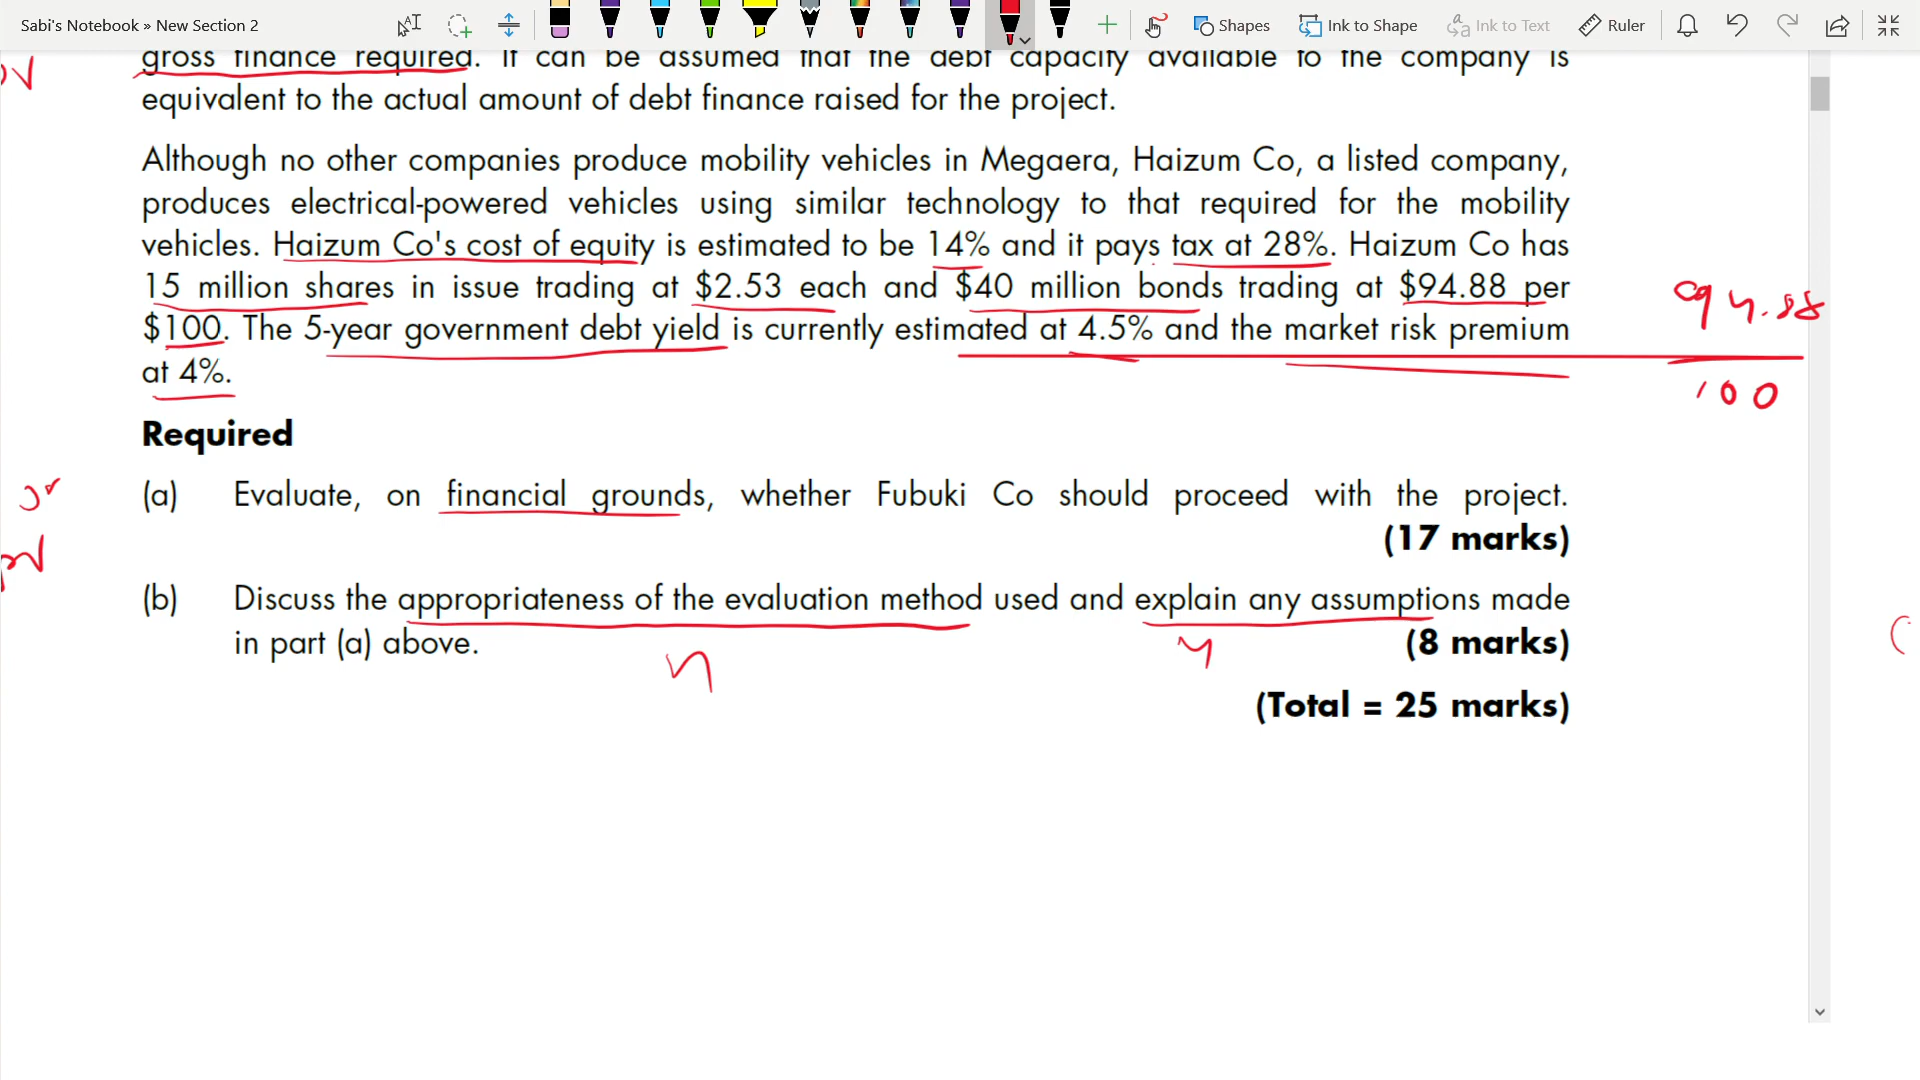 Sabi's Notebook » New Section 2
Shapes
Ink to Shape
Ink to Text
Ruler
gross finance required. It can be assumed that the debt capacity available to the company is
equivalent to the actual amount of debt finance raised for the project.
Although no other companies produce mobility vehicles in Megaera, Haizum Co, a listed company,
produces electrical-powered vehicles using similar technology to that required for the mobility
vehicles. Haizum Co's cost of equity is estimated to be 14% and it pays tax at 28%. Haizum Co has
15 million shares in issue trading at $2.53 each and $40 million bonds trading at $94.88 per
$100. The 5-year government debt yield is currently estimated at 4.5% and the market risk premium
at 4%.
94.88
100
Required
(a) Evaluate, on financial grounds, whether Fubuki Co should proceed with the project.
(17 marks)
(b) Discuss the appropriateness of the evaluation method used and explain any assumptions made
in part (a) above.
(8 marks)
4
4
(Total = 25 marks)